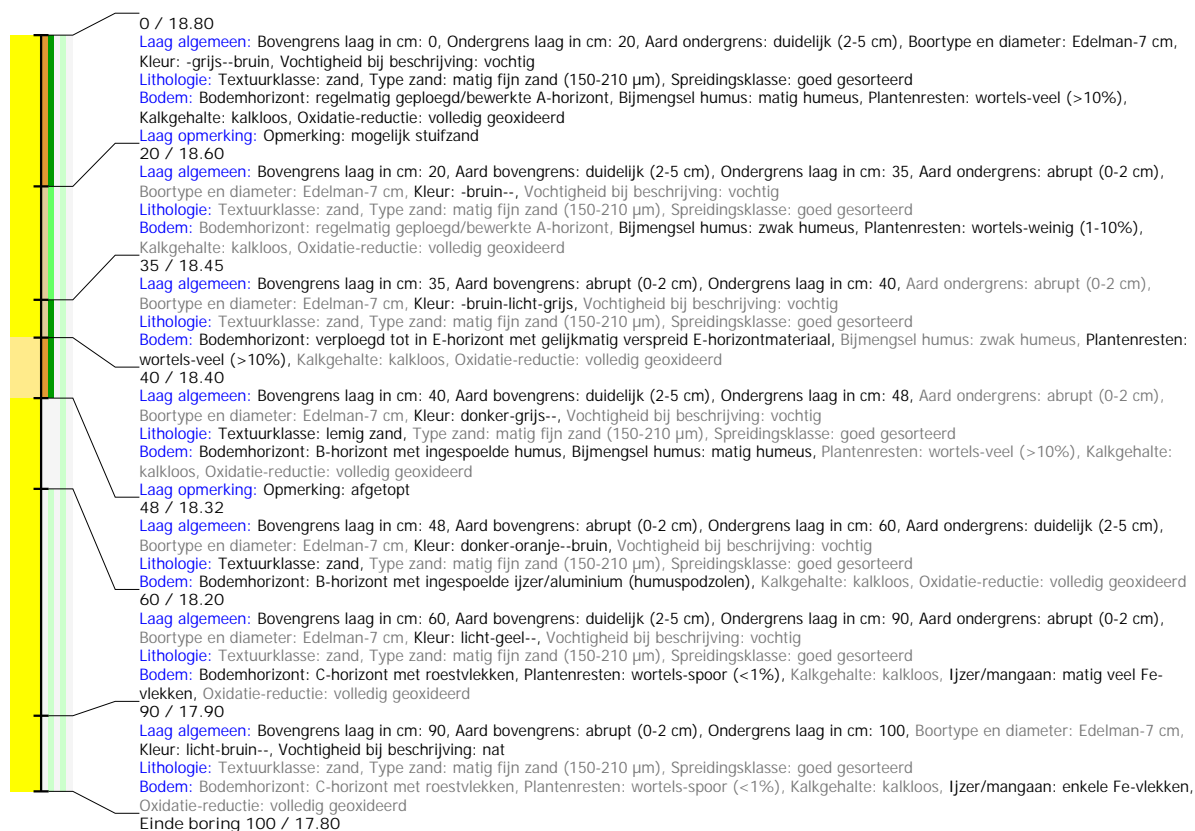 0 / 18.80
Laag algemeen: Bovengrens laag in cm: 0, Ondergrens laag in cm: 20, Aard ondergrens: duidelijk (2-5 cm), Boortype en diameter: Edelman-7 cm,
Kleur: -grijs--bruin, Vochtigheid bij beschrijving: vochtig
Lithologie: Textuurklasse: zand, Type zand: matig fijn zand (150-210 µm), Spreidingsklasse: goed gesorteerd
Bodem: Bodemhorizont: regelmatig geploegd/bewerkte A-horizont, Bijmengsel humus: matig humeus, Plantenresten: wortels-veel (>10%),
Kalkgehalte: kalkloos, Oxidatie-reductie: volledig geoxideerd
Laag opmerking: Opmerking: mogelijk stuifzand
20 / 18.60
Laag algemeen: Bovengrens laag in cm: 20, Aard bovengrens: duidelijk (2-5 cm), Ondergrens laag in cm: 35, Aard ondergrens: abrupt (0-2 cm),
Boortype en diameter: Edelman-7 cm, Kleur: -bruin--, Vochtigheid bij beschrijving: vochtig
Lithologie: Textuurklasse: zand, Type zand: matig fijn zand (150-210 µm), Spreidingsklasse: goed gesorteerd
Bodem: Bodemhorizont: regelmatig geploegd/bewerkte A-horizont, Bijmengsel humus: zwak humeus, Plantenresten: wortels-weinig (1-10%),
Kalkgehalte: kalkloos, Oxidatie-reductie: volledig geoxideerd
35 / 18.45
Laag algemeen: Bovengrens laag in cm: 35, Aard bovengrens: abrupt (0-2 cm), Ondergrens laag in cm: 40, Aard ondergrens: abrupt (0-2 cm),
Boortype en diameter: Edelman-7 cm, Kleur: -bruin-licht-grijs, Vochtigheid bij beschrijving: vochtig
Lithologie: Textuurklasse: zand, Type zand: matig fijn zand (150-210 µm), Spreidingsklasse: goed gesorteerd
Bodem: Bodemhorizont: verploegd tot in E-horizont met gelijkmatig verspreid E-horizontmateriaal, Bijmengsel humus: zwak humeus, Plantenresten:
wortels-veel (>10%), Kalkgehalte: kalkloos, Oxidatie-reductie: volledig geoxideerd
40 / 18.40
Laag algemeen: Bovengrens laag in cm: 40, Aard bovengrens: duidelijk (2-5 cm), Ondergrens laag in cm: 48, Aard ondergrens: abrupt (0-2 cm),
Boortype en diameter: Edelman-7 cm, Kleur: donker-grijs--, Vochtigheid bij beschrijving: vochtig
Lithologie: Textuurklasse: lemig zand, Type zand: matig fijn zand (150-210 µm), Spreidingsklasse: goed gesorteerd
Bodem: Bodemhorizont: B-horizont met ingespoelde humus, Bijmengsel humus: matig humeus, Plantenresten: wortels-veel (>10%), Kalkgehalte:
kalkloos, Oxidatie-reductie: volledig geoxideerd
Laag opmerking: Opmerking: afgetopt
48 / 18.32
Laag algemeen: Bovengrens laag in cm: 48, Aard bovengrens: abrupt (0-2 cm), Ondergrens laag in cm: 60, Aard ondergrens: duidelijk (2-5 cm),
Boortype en diameter: Edelman-7 cm, Kleur: donker-oranje--bruin, Vochtigheid bij beschrijving: vochtig
Lithologie: Textuurklasse: zand, Type zand: matig fijn zand (150-210 µm), Spreidingsklasse: goed gesorteerd
Bodem: Bodemhorizont: B-horizont met ingespoelde ijzer/aluminium (humuspodzolen), Kalkgehalte: kalkloos, Oxidatie-reductie: volledig geoxideerd
60 / 18.20
Laag algemeen: Bovengrens laag in cm: 60, Aard bovengrens: duidelijk (2-5 cm), Ondergrens laag in cm: 90, Aard ondergrens: abrupt (0-2 cm),
Boortype en diameter: Edelman-7 cm, Kleur: licht-geel--, Vochtigheid bij beschrijving: vochtig
Lithologie: Textuurklasse: zand, Type zand: matig fijn zand (150-210 µm), Spreidingsklasse: goed gesorteerd
Bodem: Bodemhorizont: C-horizont met roestvlekken, Plantenresten: wortels-spoor (<1%), Kalkgehalte: kalkloos, Ijzer/mangaan: matig veel Fe-
vlekken, Oxidatie-reductie: volledig geoxideerd
90 / 17.90
Laag algemeen: Bovengrens laag in cm: 90, Aard bovengrens: abrupt (0-2 cm), Ondergrens laag in cm: 100, Boortype en diameter: Edelman-7 cm,
Kleur: licht-bruin--, Vochtigheid bij beschrijving: nat
Lithologie: Textuurklasse: zand, Type zand: matig fijn zand (150-210 µm), Spreidingsklasse: goed gesorteerd
Bodem: Bodemhorizont: C-horizont met roestvlekken, Plantenresten: wortels-spoor (<1%), Kalkgehalte: kalkloos, Ijzer/mangaan: enkele Fe-vlekken,
Oxidatie-reductie: volledig geoxideerd
Einde boring 100 / 17.80